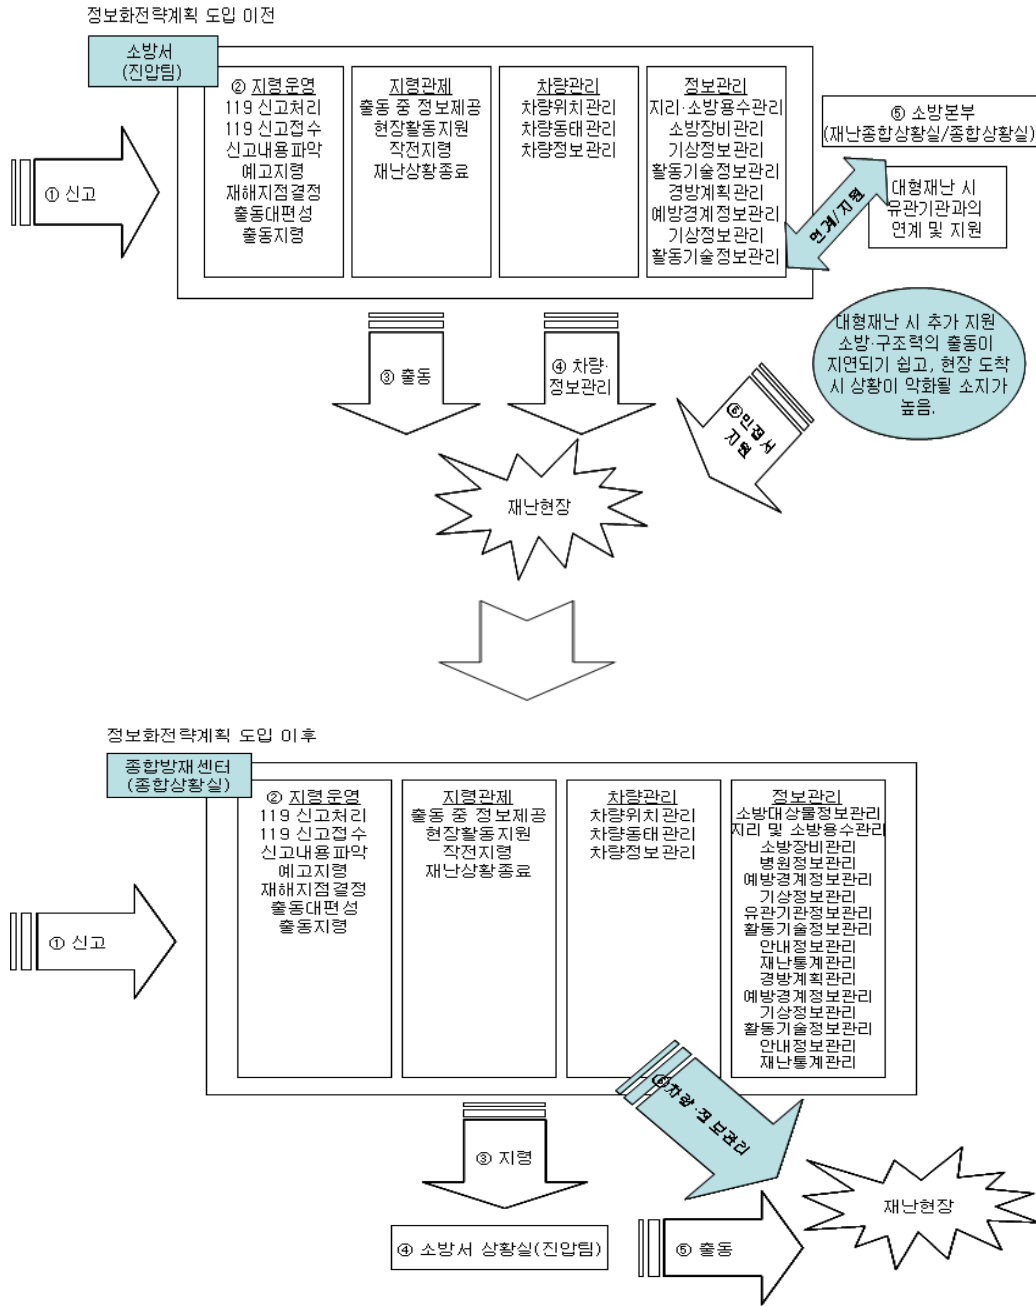 정보화전략계획 도입 이전
소방서
(진압팀)
② 지령운영
119 신고처리
119 신고접수
신고내용파악
예고지령
재해지점결정
출동대편성
출동지령
지령관제
출동 중 정보제공
현장활동지원
작전지령
재난상황종료
차량관리
차량위치관리
차량동태관리
차량정보관리
정보관리
지리·소방용수관리
소방장비관리
기상정보관리
활동기술정보관리
경방계획관리
예방경계정보관리
기상정보관리
활동기술정보관리
⑤ 소방본부
(재난종합상황실/종합상황실)
① 신고
연계/지원
대형재난 시
유관기관과의
연계 및 지원
대형재난 시 추가 지원
소방·구조력의 출동이
지연되기 쉽고, 현장 도착
시 상황이 악화될 소지가
높음.
③ 출동
④ 차량·
정보관리
⑥인접서
지원
재난현장
정보화전략계획 도입 이후
종합방재센터
(종합상황실)
② 지령운영
119 신고처리
119 신고접수
신고내용파악
예고지령
재해지점결정
출동대편성
출동지령
지령관제
출동 중 정보제공
현장활동지원
작전지령
재난상황종료
차량관리
차량위치관리
차량동태관리
차량정보관리
정보관리
소방대상물정보관리
지리 및 소방용수관리
소방장비관리
병원정보관리
예방경계정보관리
기상정보관리
유관기관정보관리
활동기술정보관리
안내정보관리
재난통계관리
경방계획관리
예방경계정보관리
기상정보관리
활동기술정보관리
안내정보관리
재난통계관리
① 신고
⑥차량·정보관리
③ 지령
재난현장
④ 소방서 상황실(진압팀)
⑤ 출동